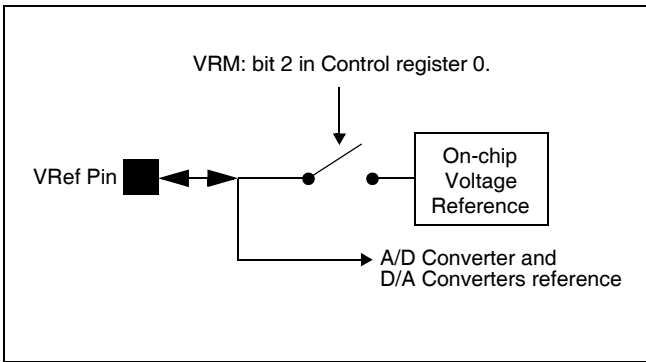 VRM: bit 2 in Control register 0.
VRef Pin
On-chip
Voltage
Reference
A/D Converter and
D/A Converters reference